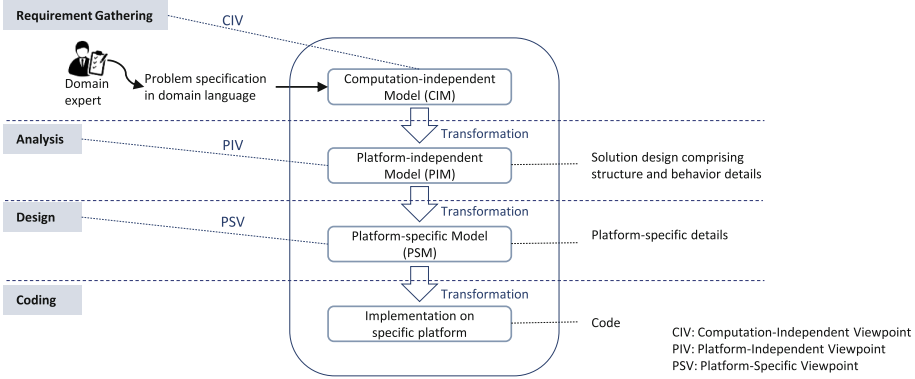 Requirement Gathering
CIV
Domain
expert
Problem specification
in domain language
Computation-independent
Model (CIM)
Transformation
Analysis
PIV
Platform-independent
Model (PIM)
Solution design comprising
structure and behavior details
Transformation
Design
PSV
Platform-specific Model
(PSM)
Platform-specific details
Transformation
Coding
Implementation on
specific platform
Code
CIV: Computation-Independent Viewpoint
PIV: Platform-Independent Viewpoint
PSV: Platform-Specific Viewpoint